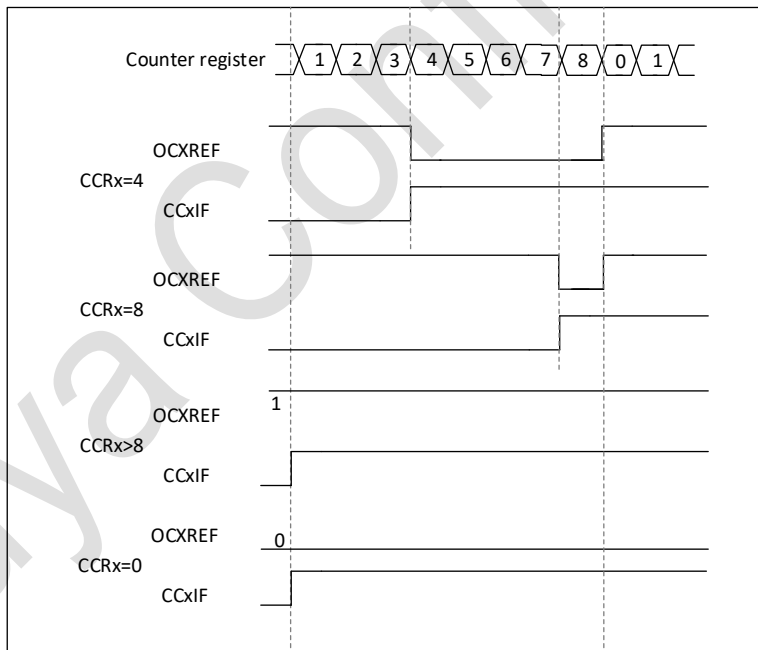 Counter register 1 2 3 4 5 6 7 8 0 1
OCXREF
CCRx=4
CCxIF
OCXREF
CCRx=8
CCxIF
1
OCXREF
CCRx>8
CCxIF
OCXREF 0
CCRx=0
CCxIF